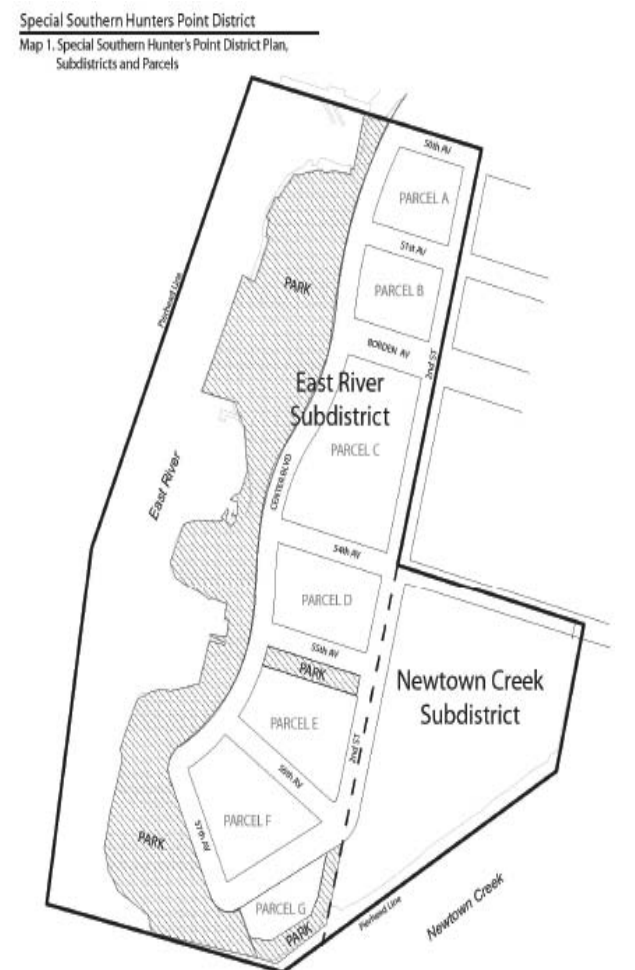 Special Southern Hunters Point District
Map 1. Special Southern Hunter's Point District Plan,
Subdistricts and Parcels
50th AV
PARCEL A
51st AV
PARK
PARCEL B
Pierhead Line
BORDEN AV
2nd ST
East River
Subdistrict
PARCEL C
CENTER BLVD
East River
54th AV
PARCEL D
55th AV
PARK
Newtown Creek
Subdistrict
PARCEL E
2nd ST
56th AV
PARCEL F
57th AV
PARK
PARCEL G
Pierhead Line
Newtown Creek
PARK